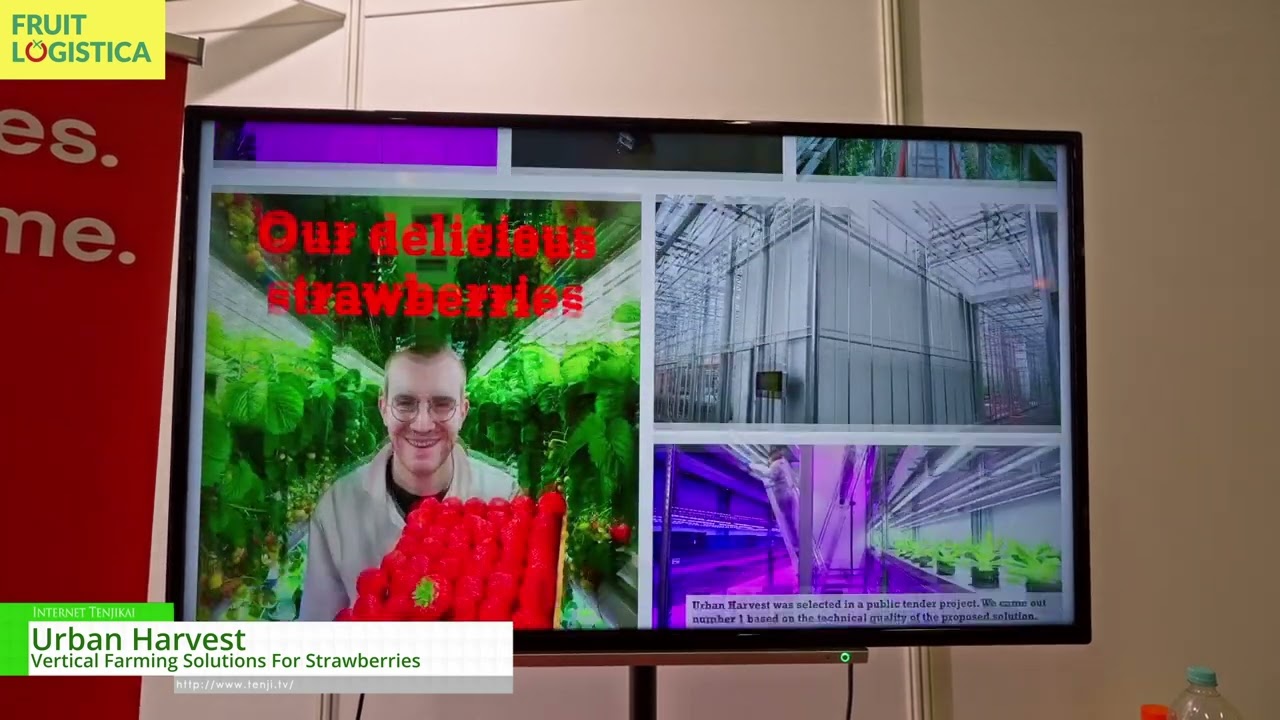 FRUIT
LOGISTICA
es.
me.
Our delicious
strawberries
Urban Harvest was selected in a public tender project. We came out
number 1 based on the technical quality of the proposed solution.
INTERNET TENJIKAI
Urban Harvest
Vertical Farming Solutions For Strawberries
http://www.tenji.tv/